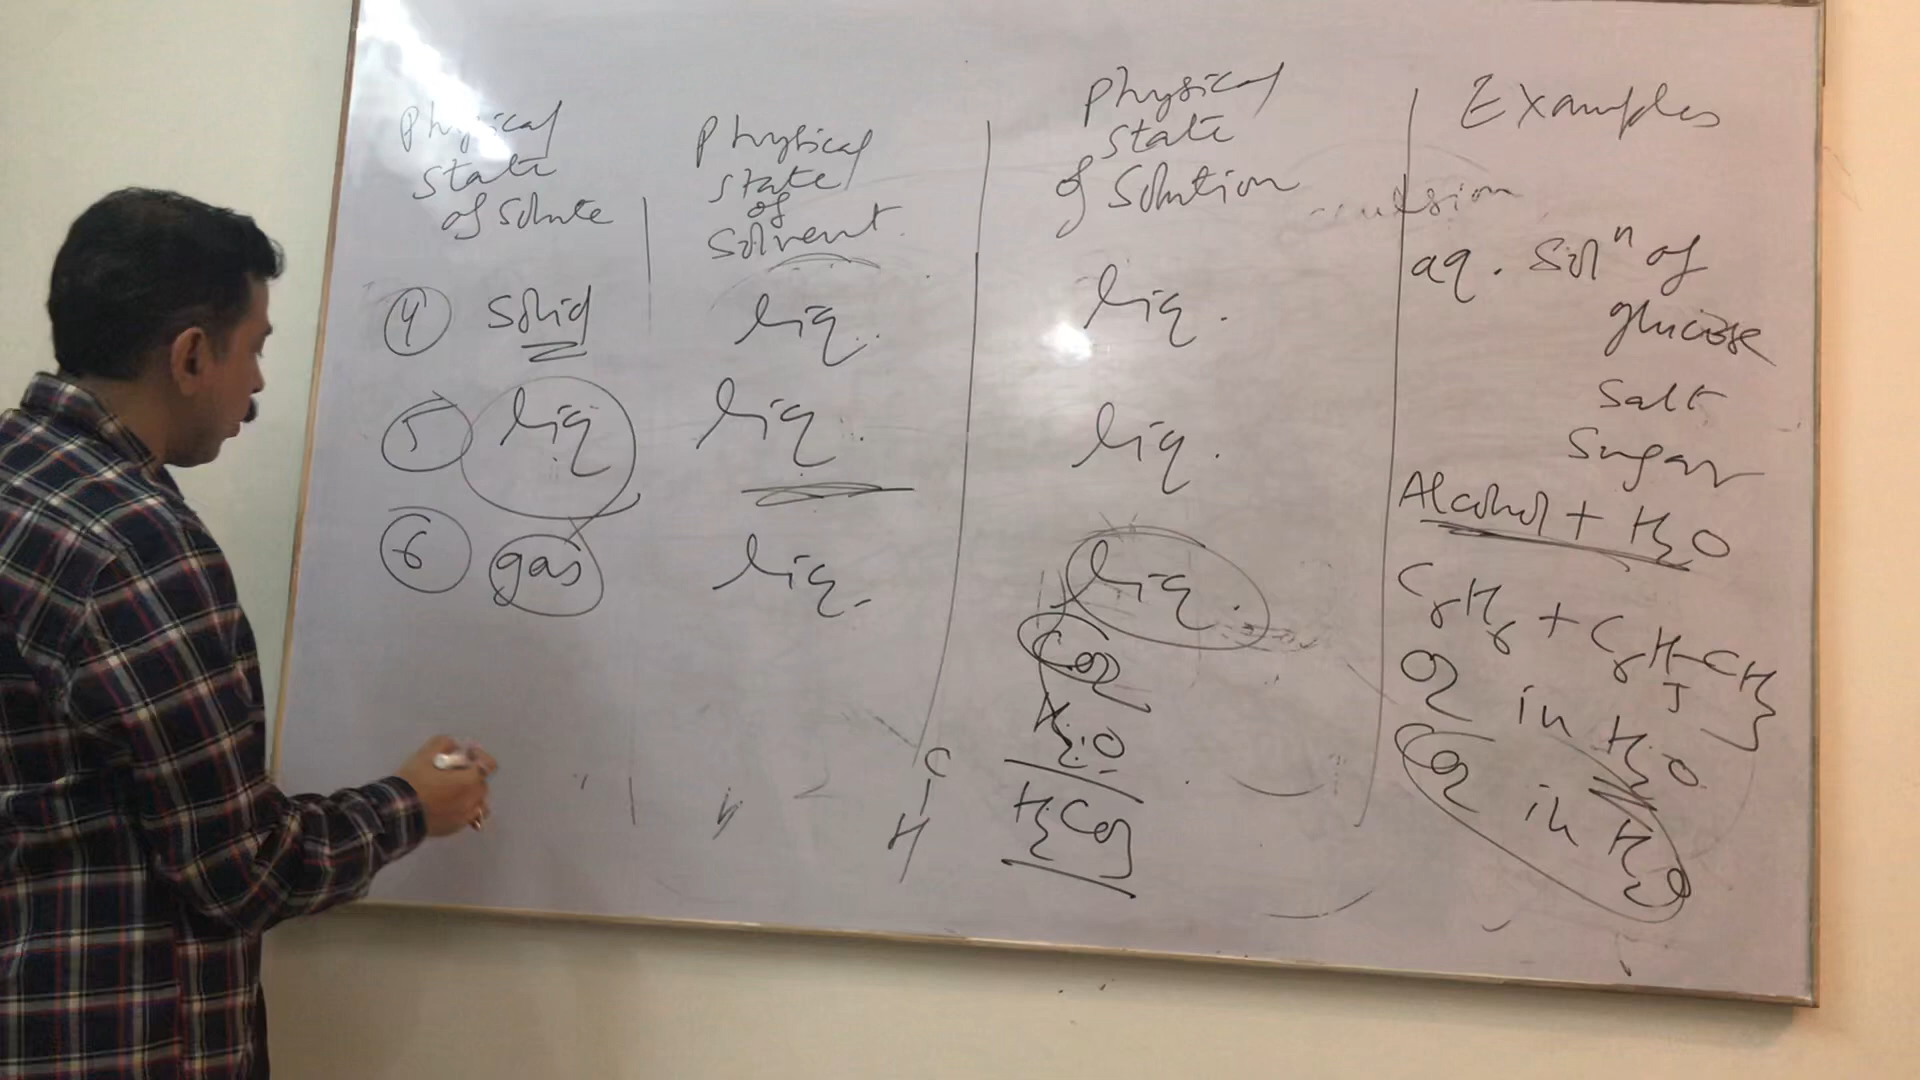 Physical
state
of solute
Physical
state
of
solvent.
Physical
state
of solution
Examples
④ solid
liq.
liq.
aq. Solⁿ of
glucose
salt
sugar
⑤ liq
liq.
liq.
Alcohol + H₂O
C₆H₆ + C₆H₅-CH₃
⑥ gas
liq.
liq.
O₂ in H₂O
CO₂ in H₂O
CO₂
H₂O
H₂CO₃
C
H